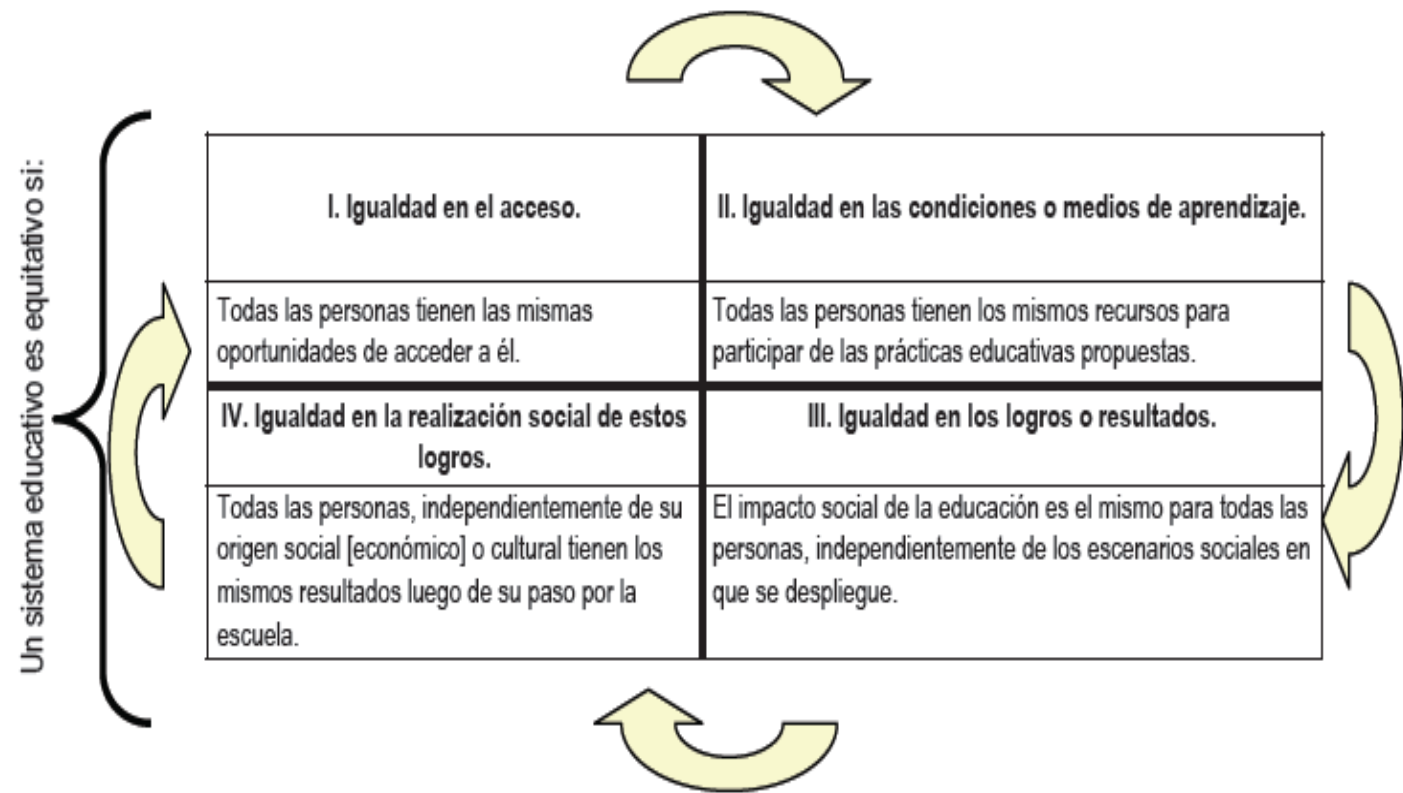 Un sistema educativo es equitativo si:
I. Igualdad en el acceso.
II. Igualdad en las condiciones o medios de aprendizaje.
Todas las personas tienen las mismas
oportunidades de acceder a él.
Todas las personas tienen los mismos recursos para
participar de las prácticas educativas propuestas.
IV. Igualdad en la realización social de estos
logros.
III. Igualdad en los logros o resultados.
Todas las personas, independientemente de su
origen social [económico] o cultural tienen los
mismos resultados luego de su paso por la
escuela.
El impacto social de la educación es el mismo para todas las
personas, independientemente de los escenarios sociales en
que se despliegue.